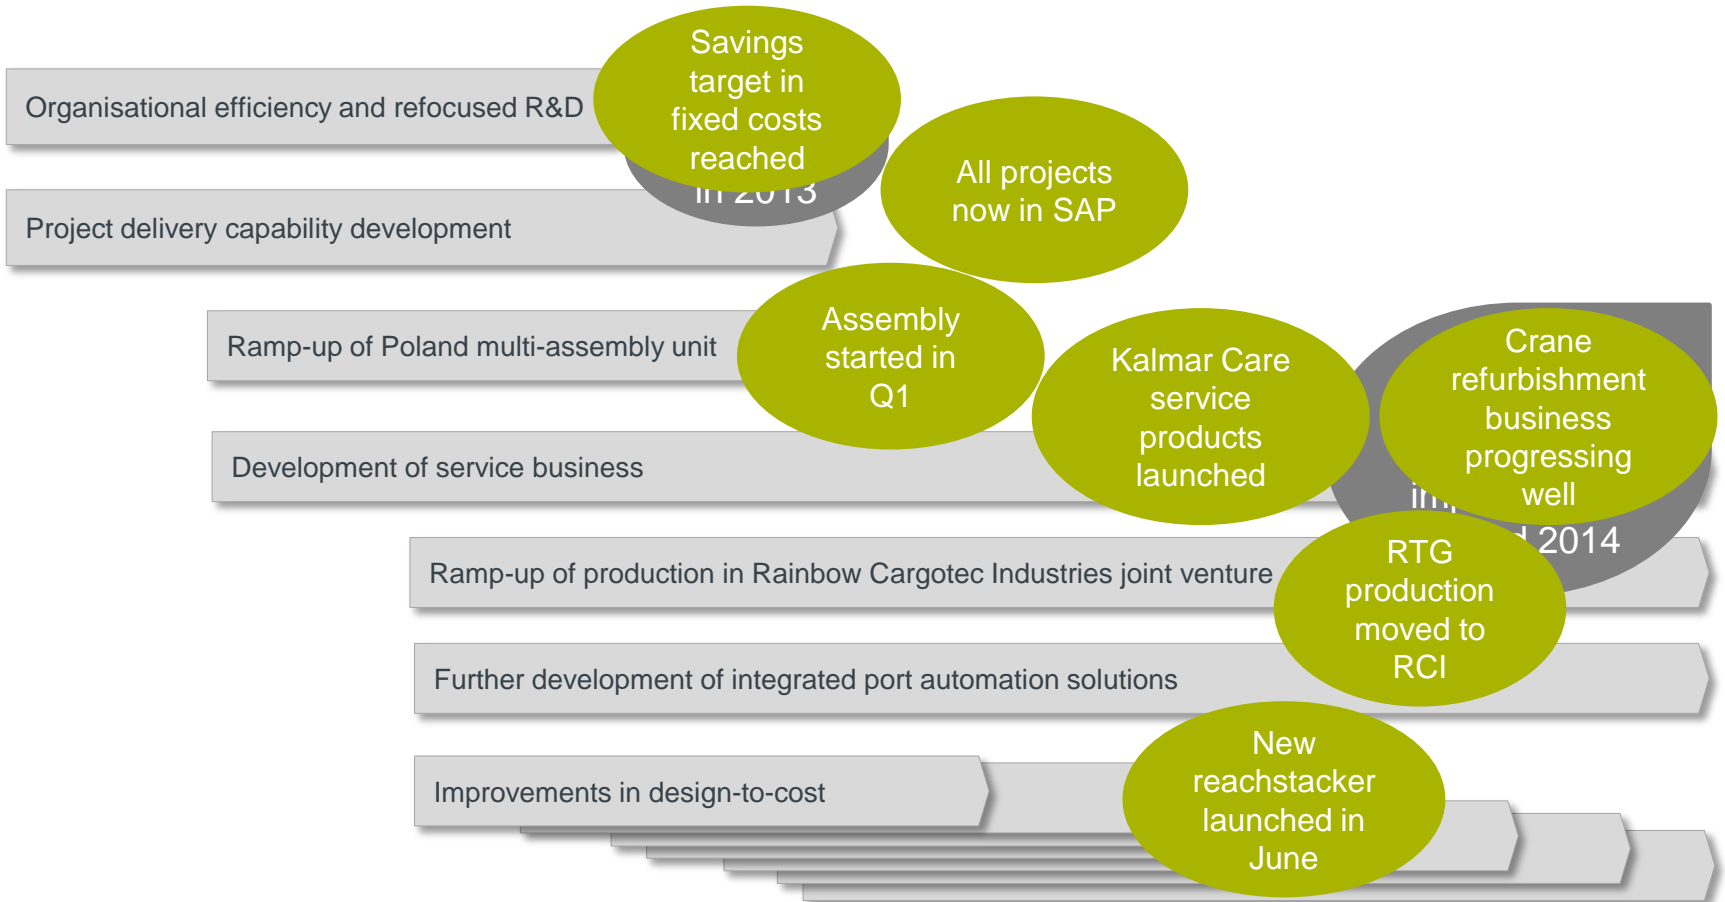 Savings
target in
fixed costs
reached
in 2013
Organisational efficiency and refocused R&D
All projects
now in SAP
Project delivery capability development
Assembly
started in
Q1
Ramp-up of Poland multi-assembly unit
Kalmar Care
service
products
launched
Crane
refurbishment
business
progressing
well
2014
Development of service business
RTG
production
moved to
RCI
Ramp-up of production in Rainbow Cargotec Industries joint venture
Further development of integrated port automation solutions
New
reachstacker
launched in
June
Improvements in design-to-cost